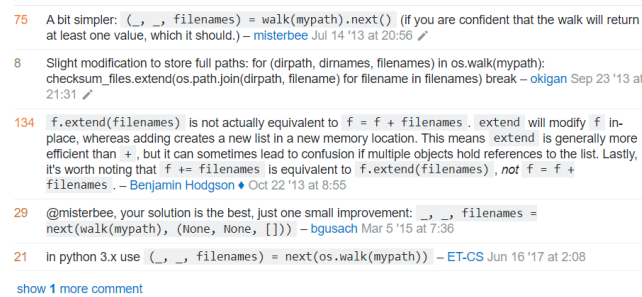 75 A bit simpler: (_, _, filenames) = walk(mypath).next() (if you are confident that the walk will return
at least one value, which it should.) – misterbee Jul 14 '13 at 20:56
8 Slight modification to store full paths: for (dirpath, dirnames, filenames) in os.walk(mypath):
checksum_files.extend(os.path.join(dirpath, filename) for filename in filenames) break – okigan Sep 23 '13 at
21:31
134 f.extend(filenames) is not actually equivalent to f = f + filenames . extend will modify f in-
place, whereas adding creates a new list in a new memory location. This means extend is generally more
efficient than + , but it can sometimes lead to confusion if multiple objects hold references to the list. Lastly,
it's worth noting that f += filenames is equivalent to f.extend(filenames) , not f = f +
filenames . – Benjamin Hodgson ♦ Oct 22 '13 at 8:55
29 @misterbee, your solution is the best, just one small improvement: _, _, filenames =
next(walk(mypath), (None, None, [])) – bgusach Mar 5 '15 at 7:36
21 in python 3.x use (_, _, filenames) = next(os.walk(mypath)) – ET-CS Jun 16 '17 at 2:08
show 1 more comment